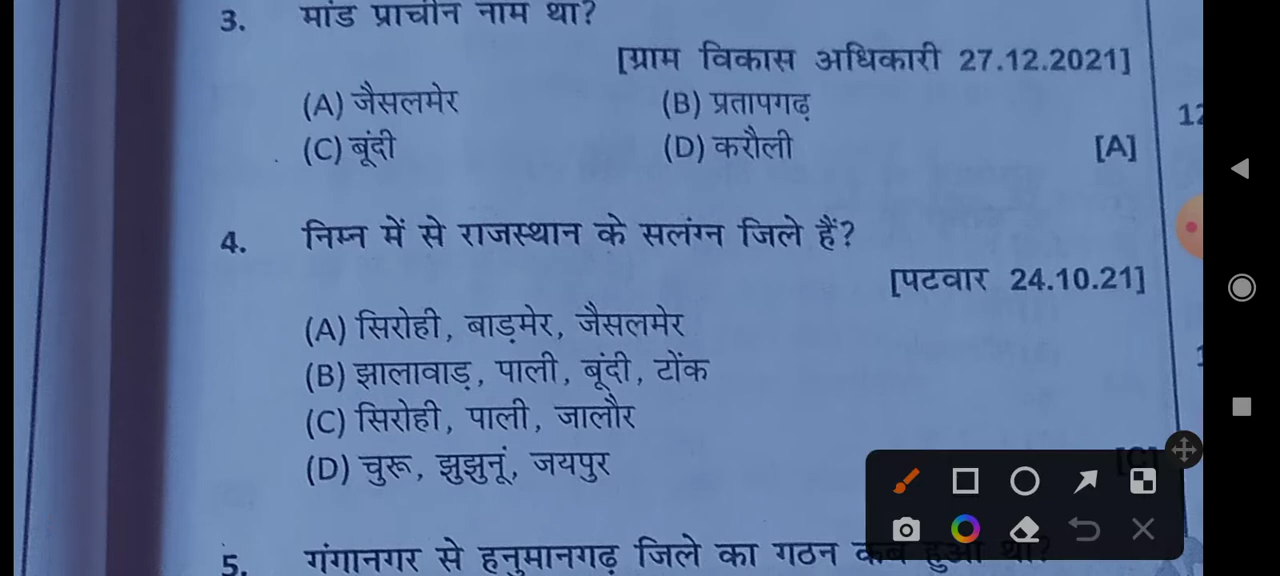 3. मांड प्राचीन नाम था?
[ग्राम विकास अधिकारी 27.12.2021]
(A) जैसलमेर (B) प्रतापगढ़
(C) बूंदी (D) करौली [A]
4. निम्न में से राजस्थान के सलंग्न जिले हैं?
[पटवार 24.10.21]
(A) सिरोही, बाड़मेर, जैसलमेर
(B) झालावाड़, पाली, बूंदी, टोंक
(C) सिरोही, पाली, जालौर
(D) चुरू, झुझुनूं, जयपुर [C]
5. गंगानगर से हनुमानगढ़ जिले का गठन कब हुआ था?